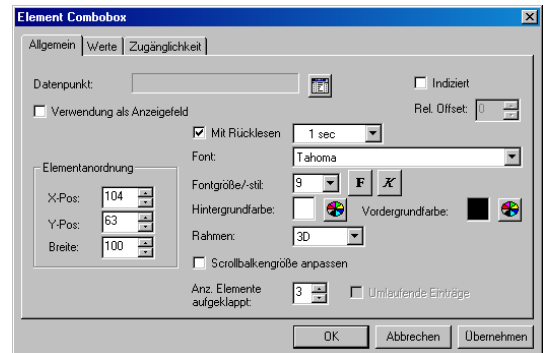 Element Combobox
Allgemein Werte Zugänglichkeit
Datenpunkt: Indiziert
Verwendung als Anzeigefeld Rel. Offset: 0
Mit Rücklesen 1 sec
Font: Tahoma
Elementanordnung
Fontgröße/-stil: 9 F K
X-Pos: 104
Hintergrundfarbe: Vordergrundfarbe:
Y-Pos: 63
Rahmen: 3D
Breite: 100
Scrollbalkengröße anpassen
Anz. Elemente
aufgeklappt: 3 Umlaufende Einträge
OK Abbrechen Übernehmen